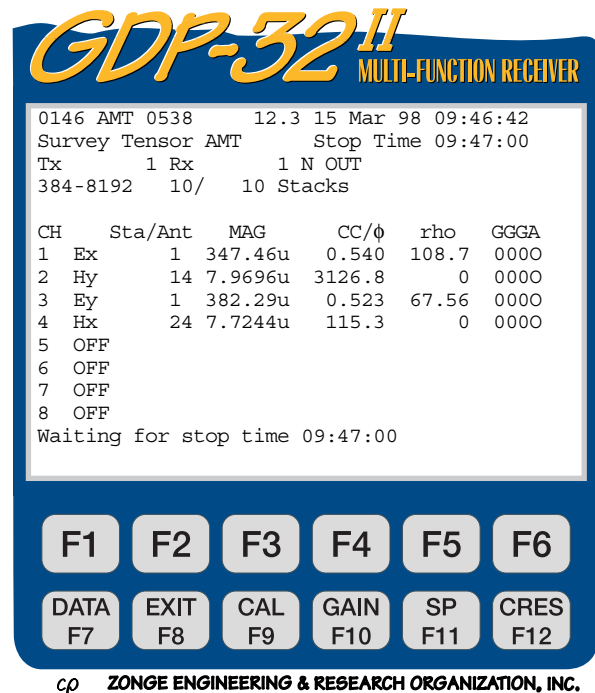 GDP-32 II
MULTI-FUNCTION RECEIVER
0146 AMT 0538 12.3 15 Mar 98 09:46:42
Survey Tensor AMT Stop Time 09:47:00
Tx 1 Rx 1 N OUT
384-8192 10/ 10 Stacks
CH Sta/Ant MAG CC/ϕ rho GGGA
1 Ex 1 347.46u 0.540 108.7 000O
2 Hy 14 7.9696u 3126.8 0 000O
3 Ey 1 382.29u 0.523 67.56 000O
4 Hx 24 7.7244u 115.3 0 000O
5 OFF
6 OFF
7 OFF
8 OFF
Waiting for stop time 09:47:00
F1 F2 F3 F4 F5 F6
DATA EXIT CAL GAIN SP CRES
F7 F8 F9 F10 F11 F12
ZONGE ENGINEERING & RESEARCH ORGANIZATION, INC.